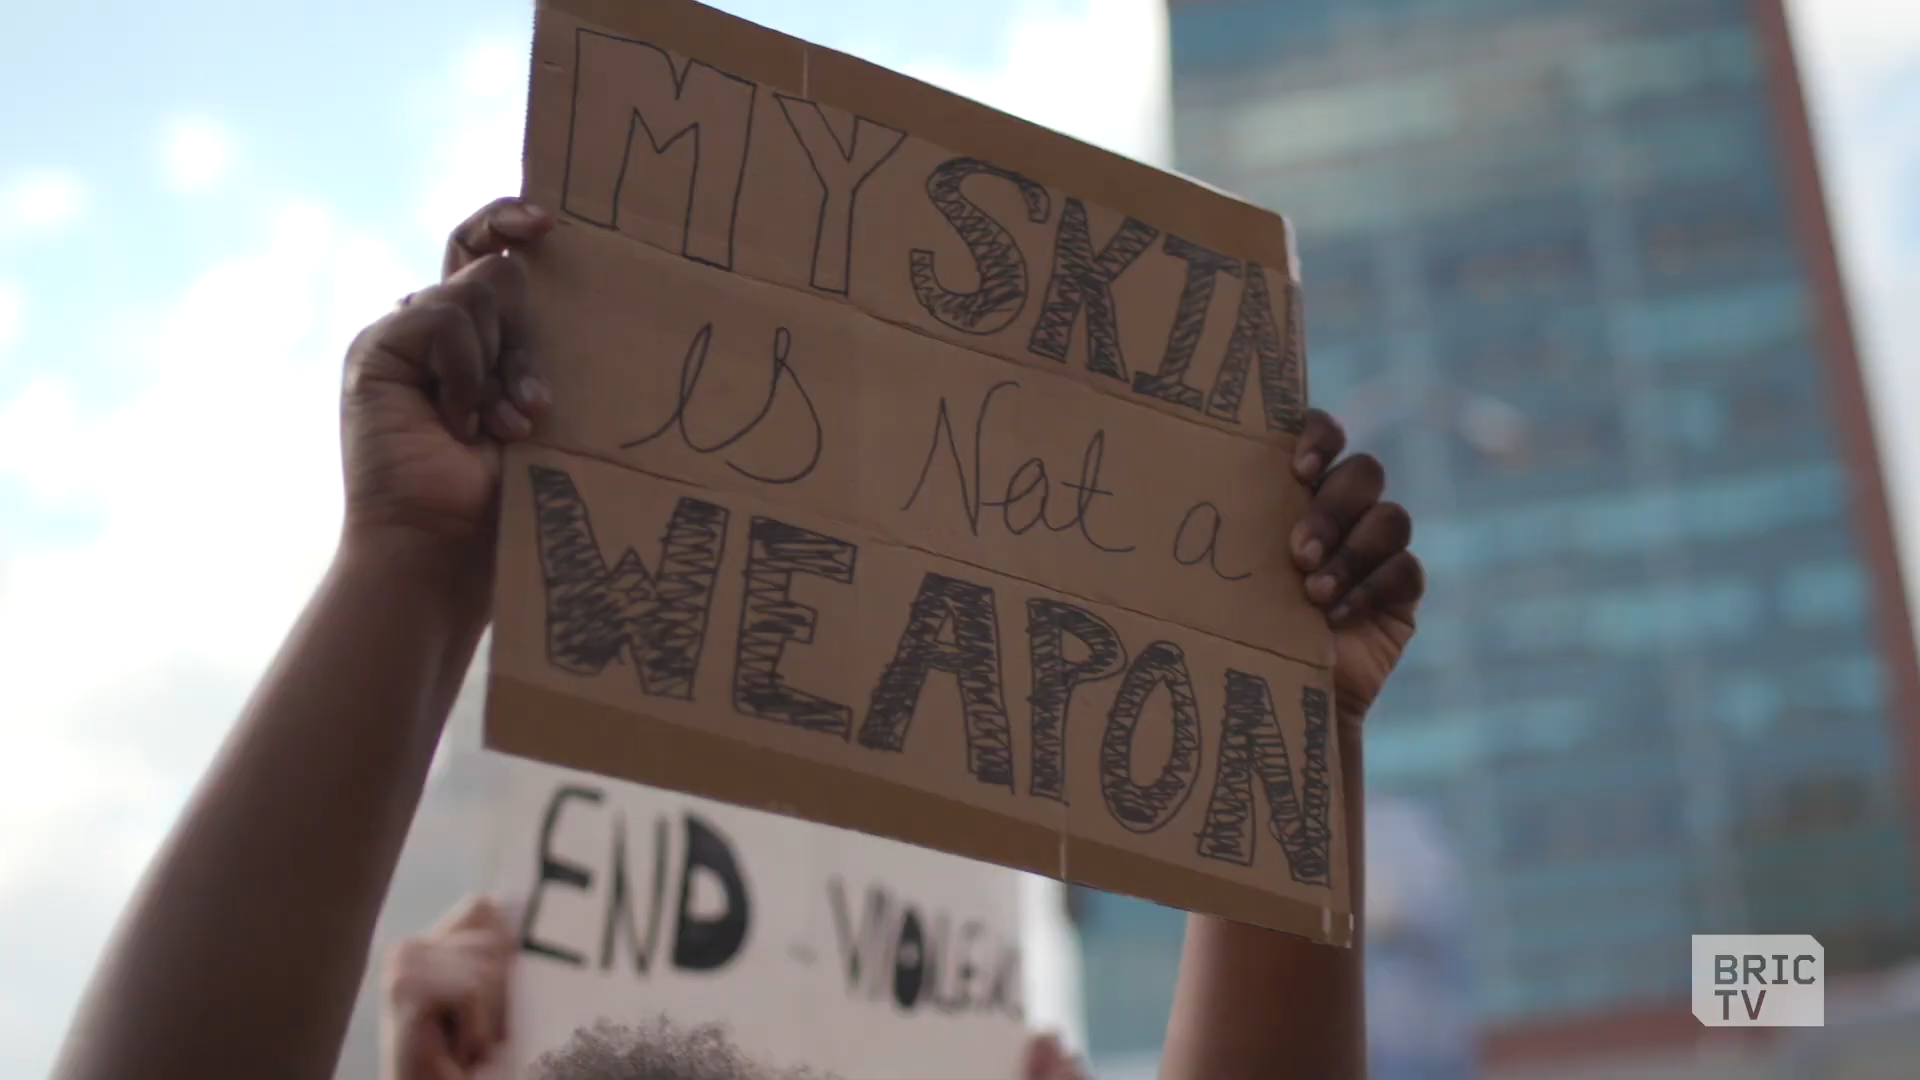 MY SKIN
is Not a
WEAPON
END
BRIC
TV